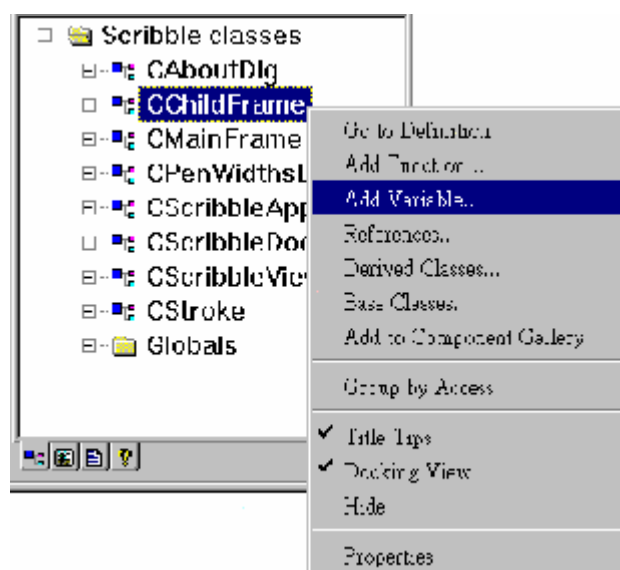 Scribble classes
CAboutDlg
CChildFrame
CMainFrame
CPenWidthsL
CScribbleApp
CScribbleDoc
CScribbleView
CStroke
Globals
Go to Definition
Add Function...
Add Variable...
References...
Derived Classes...
Base Classes...
Add to Component Gallery
Group by Access
Title Tips
Docking View
Hide
Properties